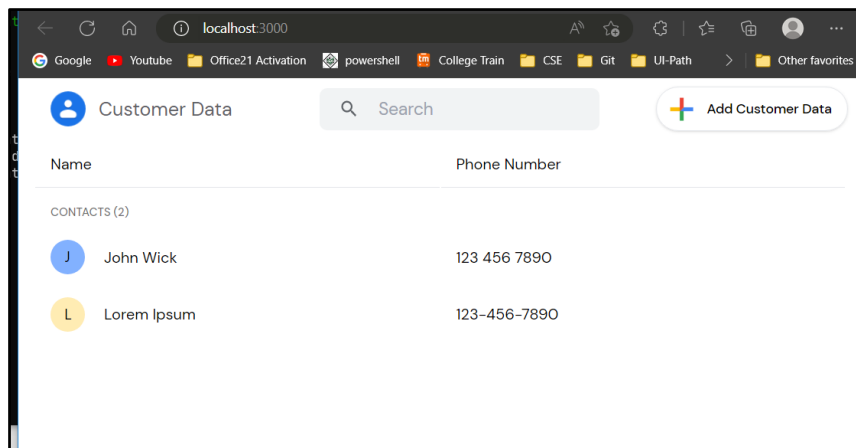 localhost:3000
Google Youtube Office21 Activation powershell College Train CSE Git UI-Path Other favorites
Customer Data Search Add Customer Data
Name Phone Number
CONTACTS (2)
J John Wick 123 456 7890
L Lorem Ipsum 123-456-7890